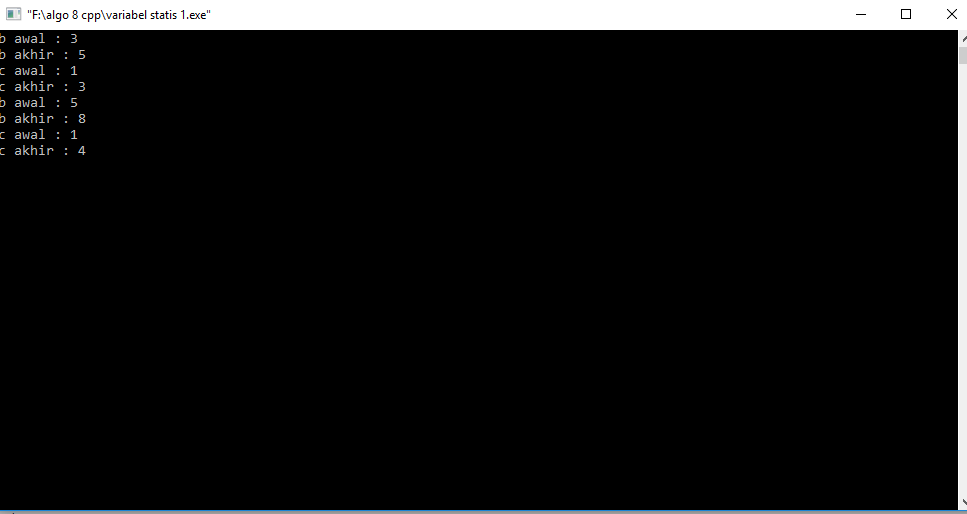 "F:\algo 8 cpp\variabel statis 1.exe"
b awal : 3
b akhir : 5
c awal : 1
c akhir : 3
b awal : 5
b akhir : 8
c awal : 1
c akhir : 4